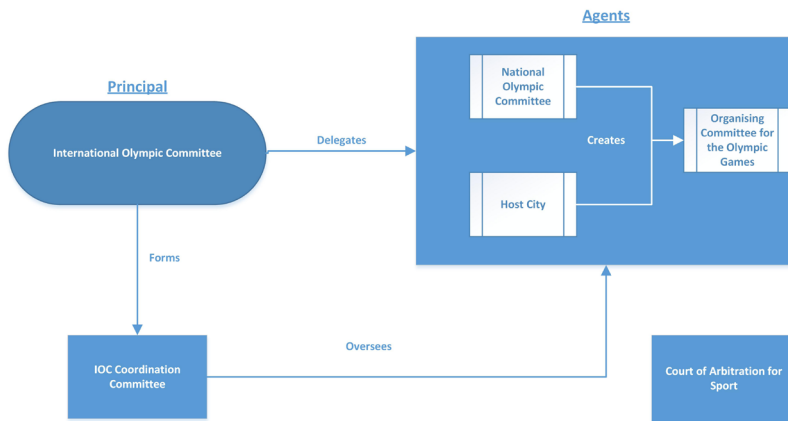 Agents
Principal
National
Olympic
Committee
Organising
Committee for
the Olympic
Games
International Olympic Committee
Delegates
Creates
Host City
Forms
Oversees
IOC Coordination
Committee
Court of Arbitration for
Sport